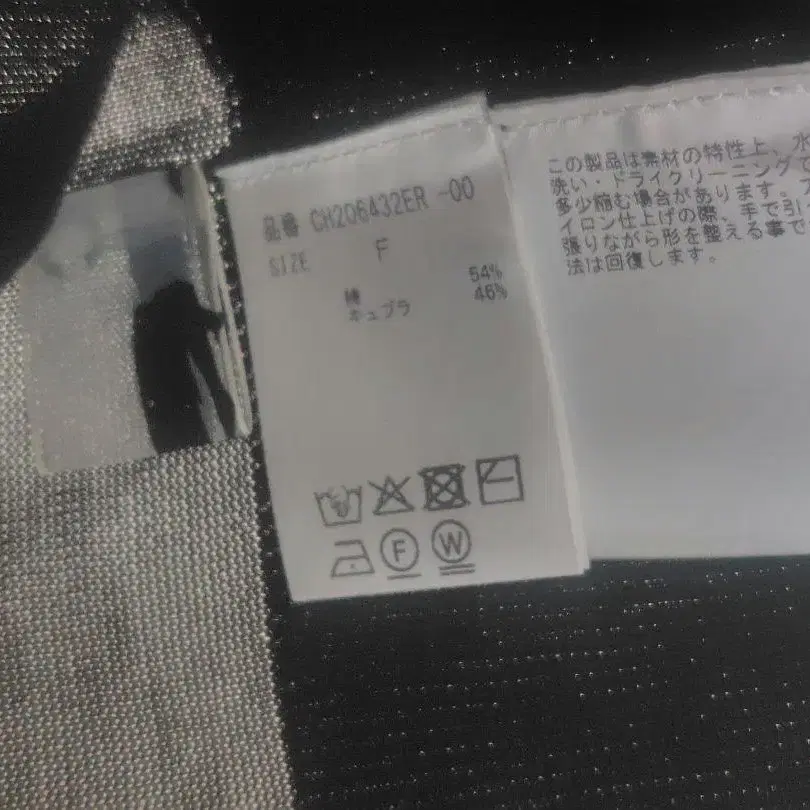 品番 CH206432ER -00
SIZE F
綿 54%
キュプラ 46%
F W
この製品は素材の特性上、水
洗い・ドライクリーニングで
多少縮む場合があります。ア
イロン仕上げの際、手で引っ
張りながら形を整える事で
法は回復します。